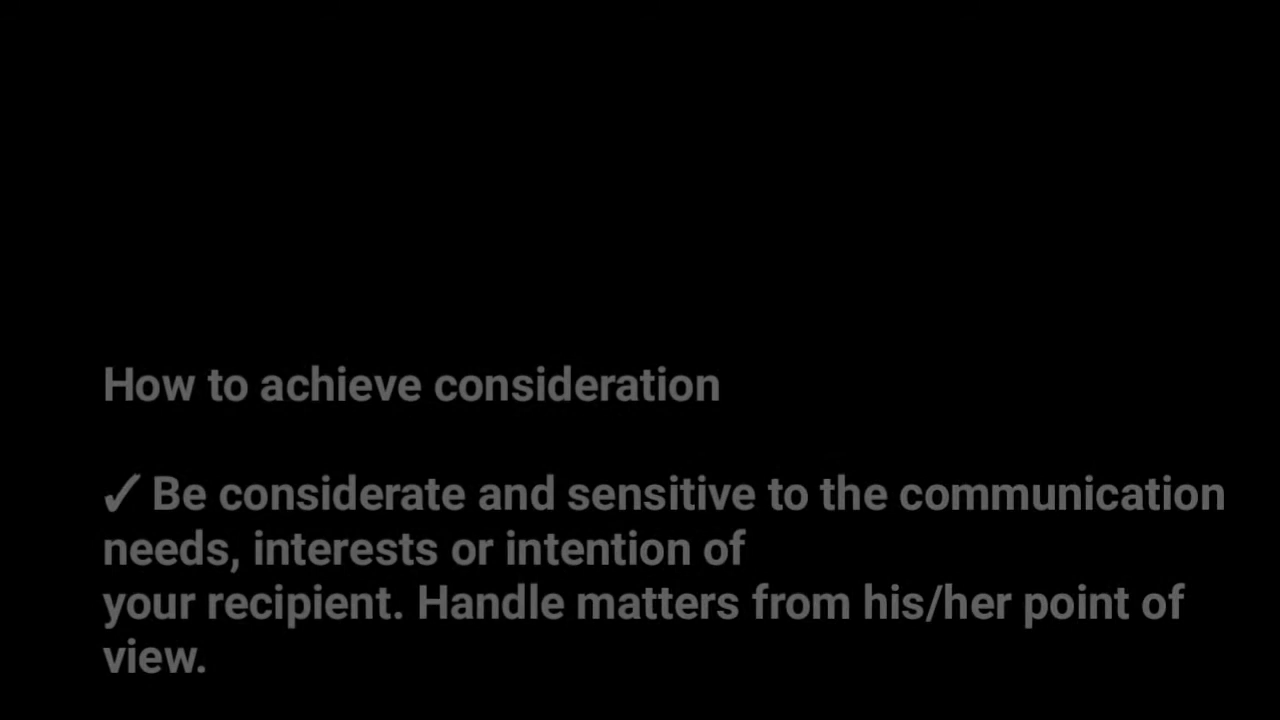 How to achieve consideration
✓ Be considerate and sensitive to the communication
needs, interests or intention of
your recipient. Handle matters from his/her point of
view.